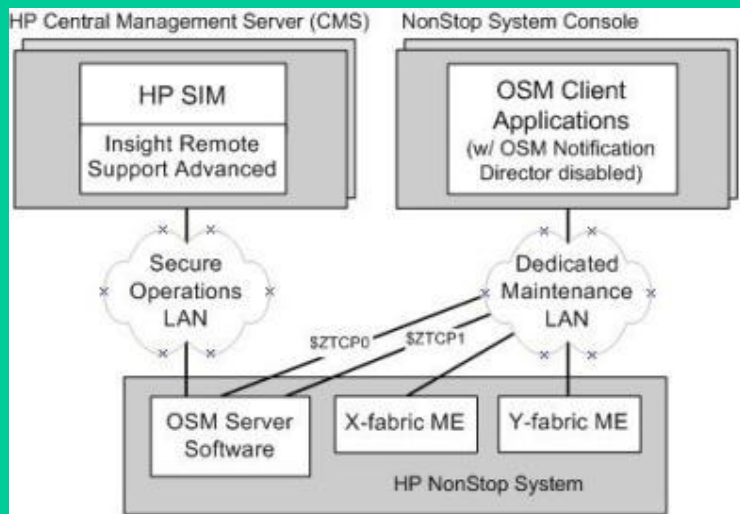 HP Central Management Server (CMS)
NonStop System Console
HP SIM
Insight Remote
Support Advanced
OSM Client
Applications
(w/ OSM Notification
Director disabled)
Secure
Operations
LAN
Dedicated
Maintenance
LAN
$ZTCP0
$ZTCP1
OSM Server
Software
X-fabric ME
Y-fabric ME
HP NonStop System